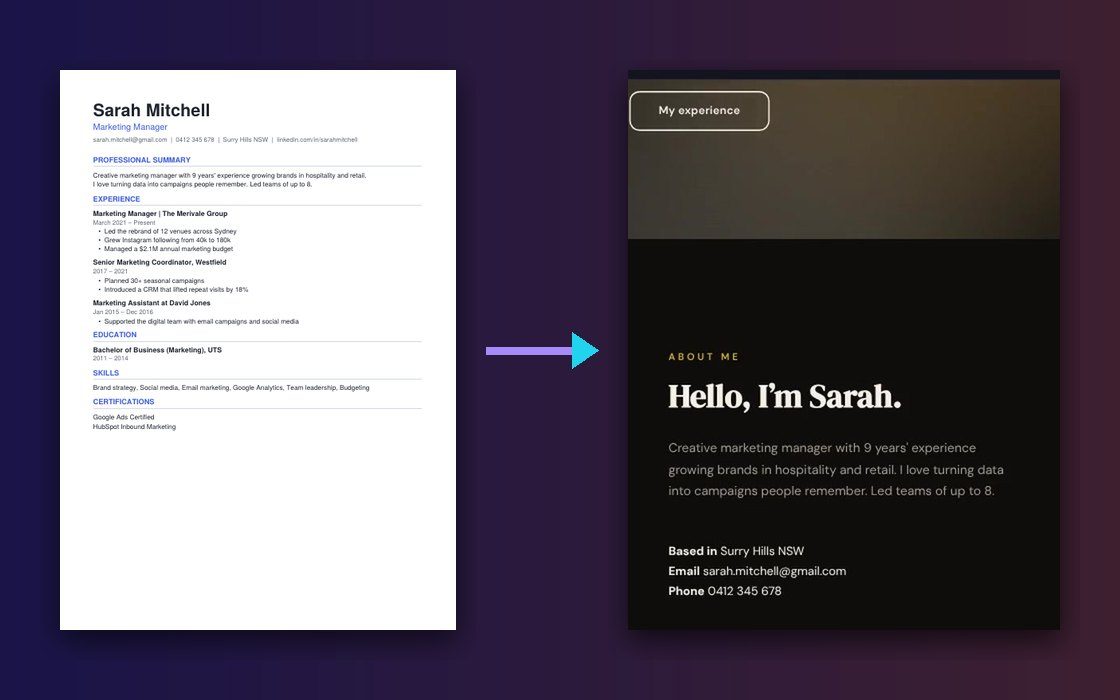 Sarah Mitchell
Marketing Manager
sarah.mitchell@gmail.com | 0412 345 678 | Surry Hills NSW | linkedin.com/in/sarahmitchell
PROFESSIONAL SUMMARY
Creative marketing manager with 9 years' experience growing brands in hospitality and retail.
I love turning data into campaigns people remember. Led teams of up to 8.
EXPERIENCE
Marketing Manager | The Merivale Group
March 2021 – Present
• Led the rebrand of 12 venues across Sydney
• Grew Instagram following from 40k to 180k
• Managed a $2.1M annual marketing budget
Senior Marketing Coordinator, Westfield
2017 – 2021
• Planned 30+ seasonal campaigns
• Introduced a CRM that lifted repeat visits by 18%
Marketing Assistant at David Jones
Jan 2015 – Dec 2016
• Supported the digital team with email campaigns and social media
EDUCATION
Bachelor of Business (Marketing), UTS
2011 – 2014
SKILLS
Brand strategy, Social media, Email marketing, Google Analytics, Team leadership, Budgeting
CERTIFICATIONS
Google Ads Certified
HubSpot Inbound Marketing
My experience
ABOUT ME
Hello, I'm Sarah.
Creative marketing manager with 9 years' experience
growing brands in hospitality and retail. I love turning data
into campaigns people remember. Led teams of up to 8.
Based in Surry Hills NSW
Email sarah.mitchell@gmail.com
Phone 0412 345 678